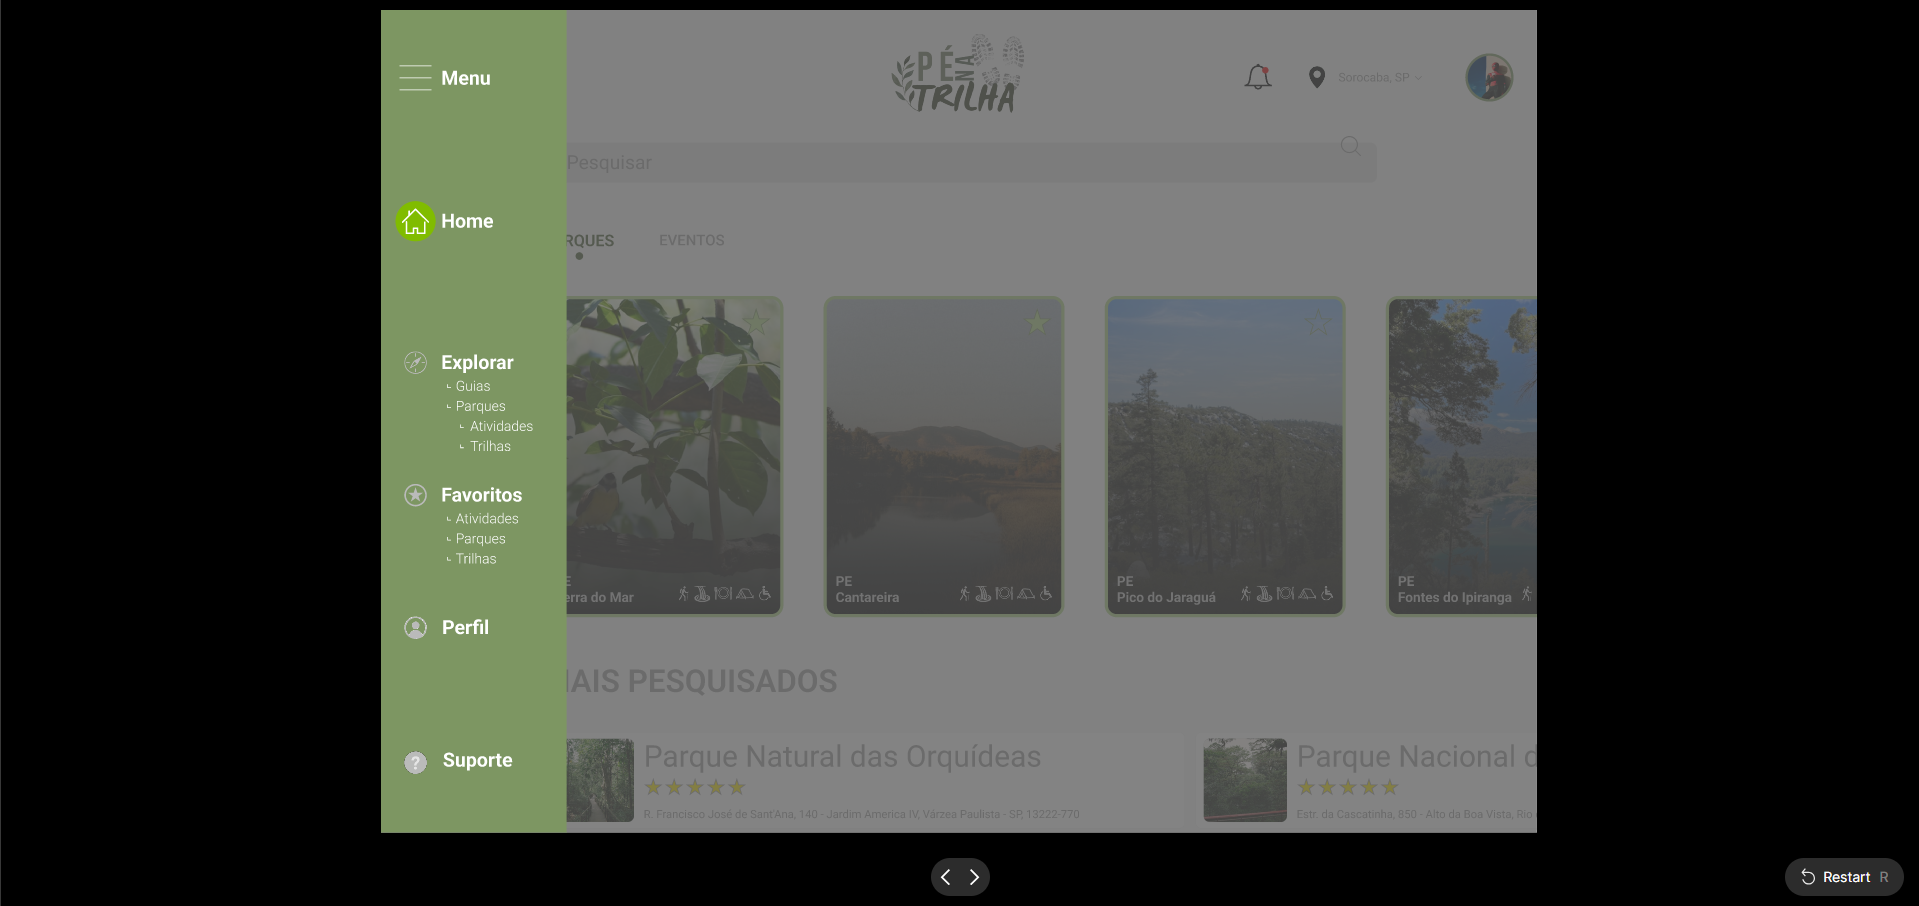 Menu
Home
Explorar
Guias
Parques
Atividades
Trilhas
Favoritos
Atividades
Parques
Trilhas
Perfil
Suporte
PÉ
NA
TRILHA
Sorocaba, SP
Pesquisar
RQUES
EVENTOS
E
erra do Mar
PE
Cantareira
PE
Pico do Jaraguá
PE
Fontes do Ipiranga
AIS PESQUISADOS
Parque Natural das Orquídeas
R. Francisco José de Sant'Ana, 140 - Jardim America IV, Várzea Paulista - SP, 13222-770
Parque Nacional d
Estr. da Cascatinha, 850 - Alto da Boa Vista, Rio
Restart R